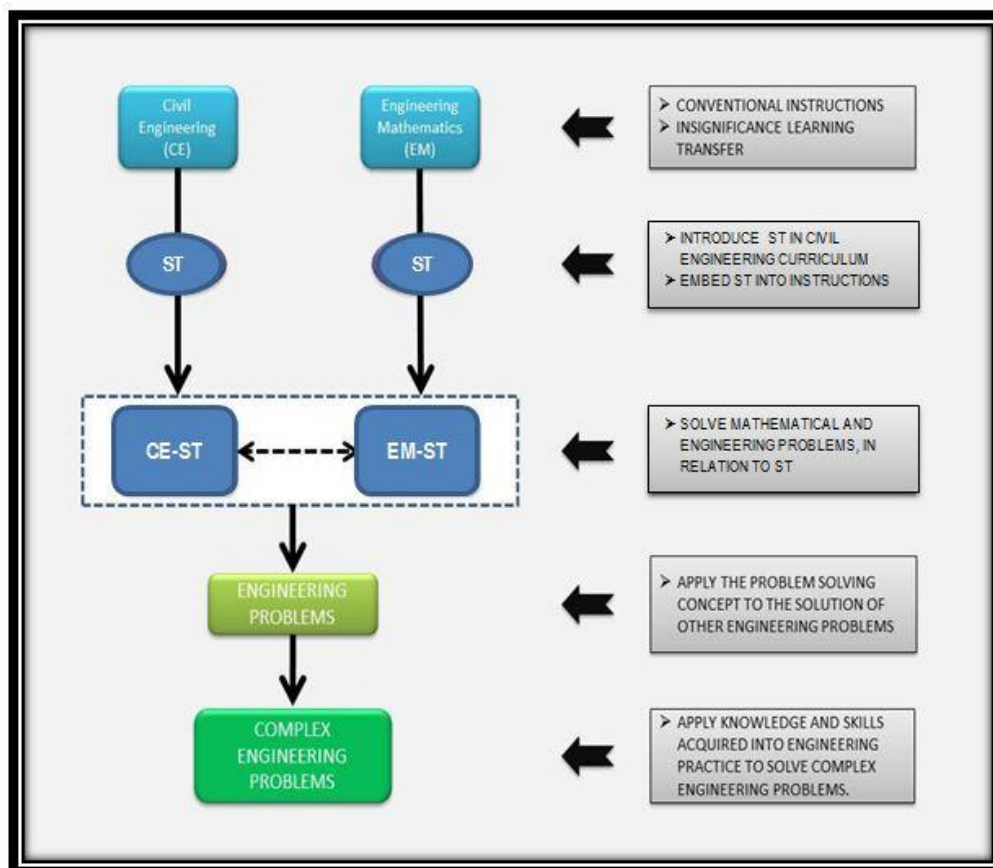 Civil
Engineering
(CE)
Engineering
Mathematics
(EM)
➤ CONVENTIONAL INSTRUCTIONS
➤ INSIGNIFICANCE LEARNING
TRANSFER
ST
ST
➤ INTRODUCE ST IN CIVIL
ENGINEERING CURRICULUM
➤ EMBED ST INTO INSTRUCTIONS
CE-ST
EM-ST
➤ SOLVE MATHEMATICAL AND
ENGINEERING PROBLEMS, IN
RELATION TO ST
ENGINEERING
PROBLEMS
➤ APPLY THE PROBLEM SOLVING
CONCEPT TO THE SOLUTION OF
OTHER ENGINEERING PROBLEMS
COMPLEX
ENGINEERING
PROBLEMS
➤ APPLY KNOWLEDGE AND SKILLS
ACQUIRED INTO ENGINEERING
PRACTICE TO SOLVE COMPLEX
ENGINEERING PROBLEMS.